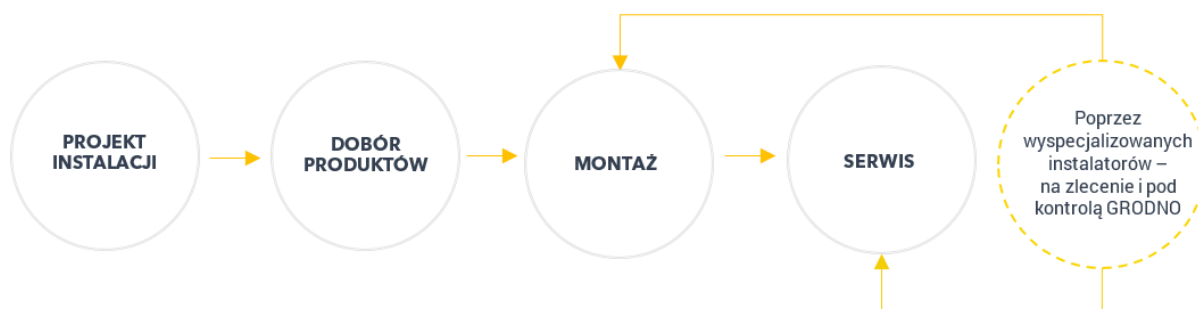 PROJEKT
INSTALACJI
DOBÓR
PRODUKTÓW
MONTAŻ
SERWIS
Poprzez
wyspecjalizowanych
instalatorów –
na zlecenie i pod
kontrolą GRODNO